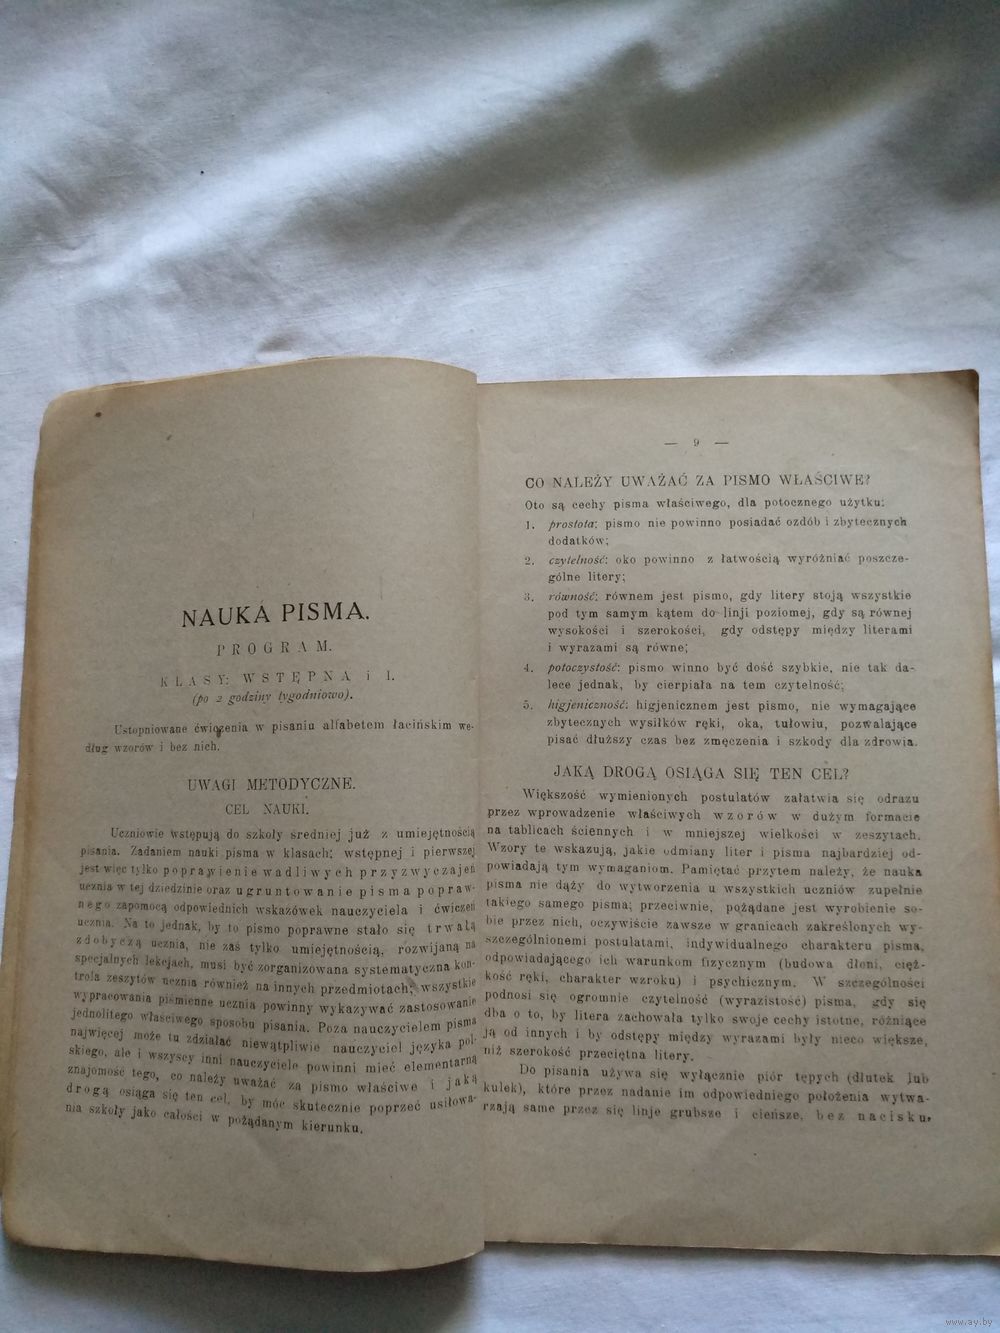 NAUKA PISMA.
PROGRAM.
KLASY: WSTĘPNA i I.
(po 2 godziny tygodniowo).
Ustopniowane ćwiczenia w pisaniu alfabetem łacińskim we-
dług wzorów i bez nich.
UWAGI METODYCZNE.
CEL NAUKI.
Uczniowie wstępują do szkoły średniej już z umiejętnością
pisania. Zadaniem nauki pisma w klasach: wstępnej i pierwszej
jest więc tylko poprawienie wadliwych przyzwyczajeń
ucznia w tej dziedzinie oraz ugruntowanie pisma popraw-
nego zapomocą odpowiednich wskazówek nauczyciela i ćwiczeń
ucznia. Na to jednak, by to pismo poprawne stało się trwałą
zdobyczą ucznia, nie zaś tylko umiejętnością, rozwijaną na
specjalnych lekcjach, musi być zorganizowana systematyczna kon-
trola zeszytów ucznia również na innych przedmiotach; wszystkie
wypracowania piśmienne ucznia powinny wykazywać zastosowanie
jednolitego właściwego sposobu pisania. Poza nauczycielem pisma
najwięcej może tu zdziałać niewątpliwie nauczyciel języka pol-
skiego, ale i wszyscy inni nauczyciele powinni mieć elementarną
znajomość tego, co należy uważać za pismo właściwe i jaką
drogą osiąga się ten cel, by móc skutecznie poprzeć usiłowa-
nia szkoły jako całości w pożądanym kierunku.
— 9 —
CO NALEŻY UWAŻAĆ ZA PISMO WŁAŚCIWE?
Oto są cechy pisma właściwego, dla potocznego użytku:
1. prostota: pismo nie powinno posiadać ozdób i zbytecznych
dodatków;
2. czytelność: oko powinno z łatwością wyróżniać poszcze-
gólne litery;
3. równość: równem jest pismo, gdy litery stoją wszystkie
pod tym samym kątem do linji poziomej, gdy są równej
wysokości i szerokości, gdy odstępy między literami
i wyrazami są równe;
4. potoczystość: pismo winno być dość szybkie, nie tak da-
lece jednak, by cierpiała na tem czytelność;
5. higjeniczność: higjenicznem jest pismo, nie wymagające
zbytecznych wysiłków ręki, oka, tułowiu, pozwalające
pisać dłuższy czas bez zmęczenia i szkody dla zdrowia.
JAKĄ DROGĄ OSIĄGA SIĘ TEN CEL?
Większość wymienionych postulatów załatwia się odrazu
przez wprowadzenie właściwych wzorów w dużym formacie
na tablicach ściennych i w mniejszej wielkości w zeszytach.
Wzory te wskazują, jakie odmiany liter i pisma najbardziej od-
powiadają tym wymaganiom. Pamiętać przytem należy, że nauka
pisma nie dąży do wytworzenia u wszystkich uczniów zupełnie
takiego samego pisma; przeciwnie, pożądane jest wyrobienie so-
bie przez nich, oczywiście zawsze w granicach zakreślonych wy-
szczególnionemi postulatami, indywidualnego charakteru pisma,
odpowiadającego ich warunkom fizycznym (budowa dłoni, cięż-
kość ręki, charakter wzroku) i psychicznym. W szczególności
podnosi się ogromnie czytelność (wyrazistość) pisma, gdy się
dba o to, by litera zachowała tylko swoje cechy istotne, różniące
ją od innych i by odstępy między wyrazami były nieco większe,
niż szerokość przeciętna litery.
Do pisania używa się wyłącznie piór tępych (dłutek lub
kulek), które przez nadanie im odpowiedniego położenia wytwa-
rzają same przez się linje grubsze i cieńsze, bez nacisku.
www.ay.by